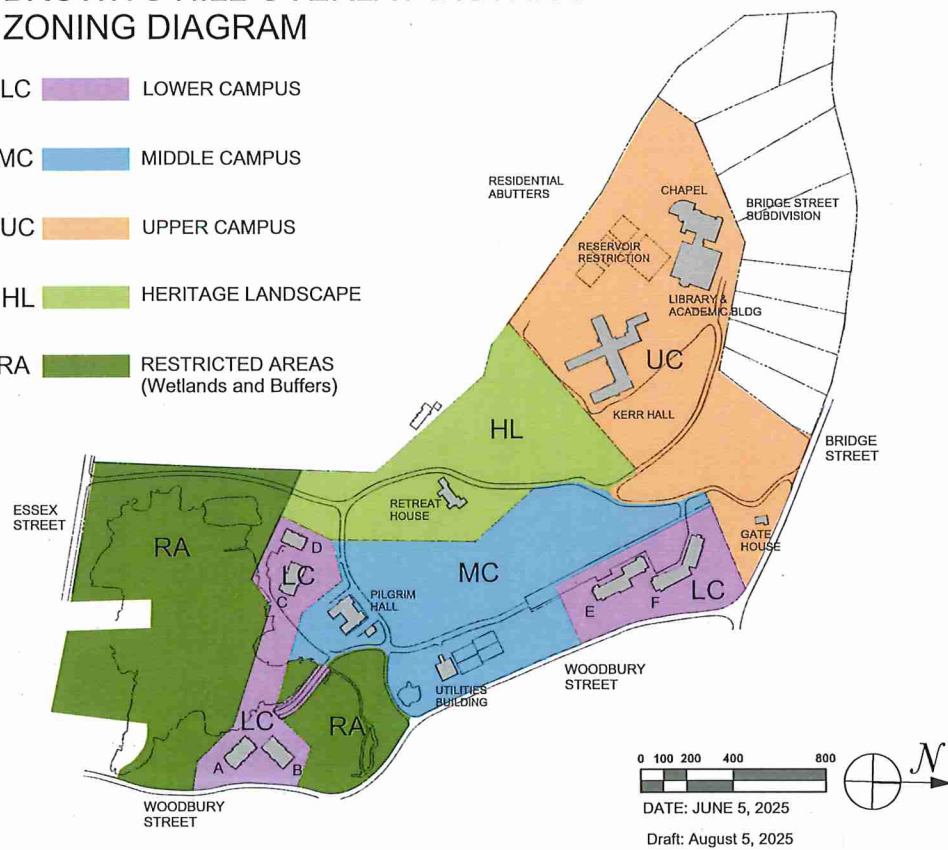 ZONING DIAGRAM
LC LOWER CAMPUS
MC MIDDLE CAMPUS
UC UPPER CAMPUS
HL HERITAGE LANDSCAPE
RA RESTRICTED AREAS
(Wetlands and Buffers)
RESIDENTIAL
ABUTTERS
CHAPEL
BRIDGE STREET
SUBDIVISION
RESERVOIR
RESTRICTION
LIBRARY &
ACADEMIC BLDG
UC
KERR HALL
HL
BRIDGE
STREET
ESSEX
STREET
RETREAT
HOUSE
GATE
HOUSE
RA
D
LC
C
MC
PILGRIM
HALL
E
F
LC
WOODBURY
STREET
UTILITIES
BUILDING
LC
RA
A
B
WOODBURY
STREET
0 100 200 400 800
N
DATE: JUNE 5, 2025
Draft: August 5, 2025